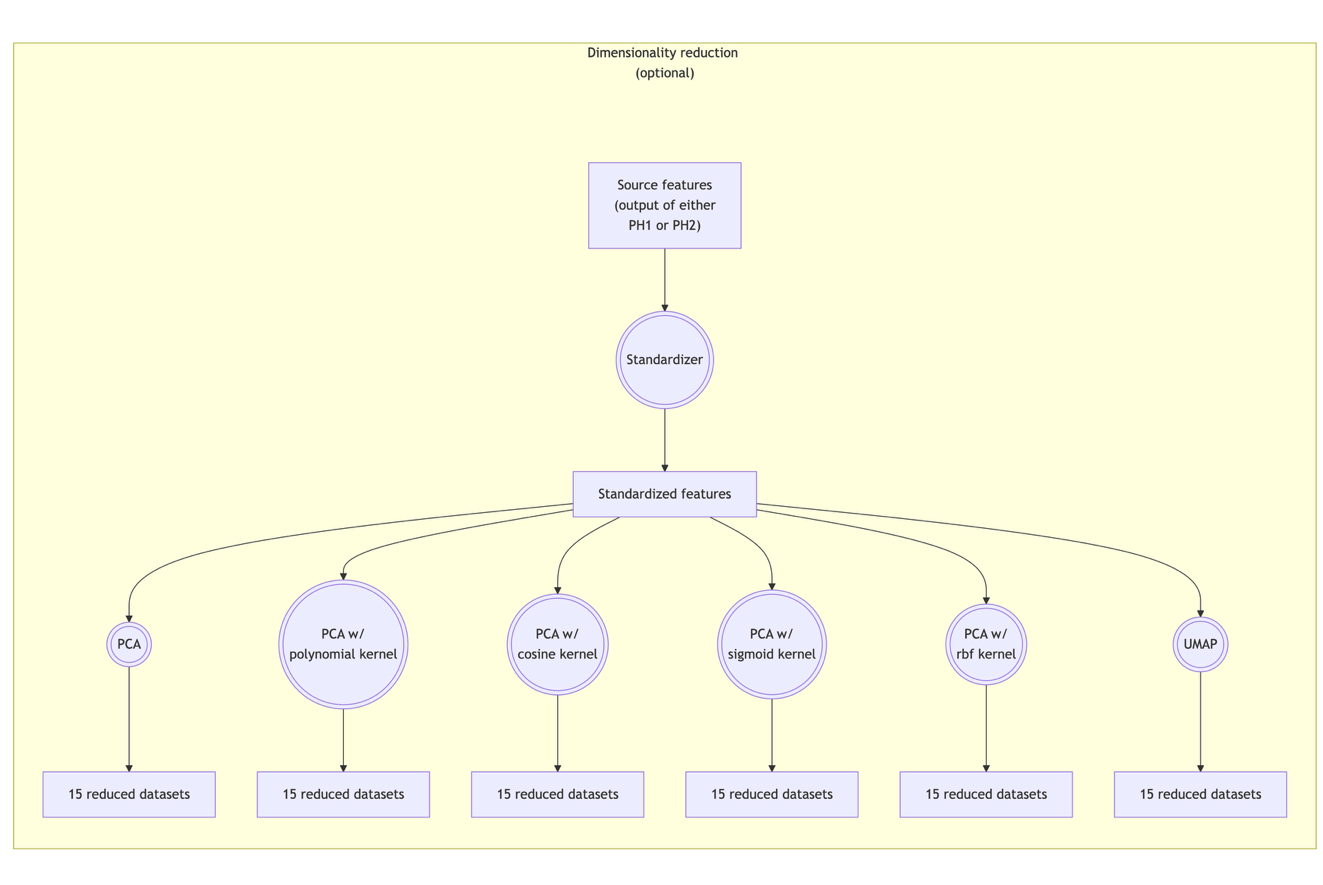 Dimensionality reduction
(optional)
Source features
(output of either
PH1 or PH2)
Standardizer
Standardized features
PCA
PCA w/
polynomial kernel
PCA w/
cosine kernel
PCA w/
sigmoid kernel
PCA w/
rbf kernel
UMAP
15 reduced datasets
15 reduced datasets
15 reduced datasets
15 reduced datasets
15 reduced datasets
15 reduced datasets